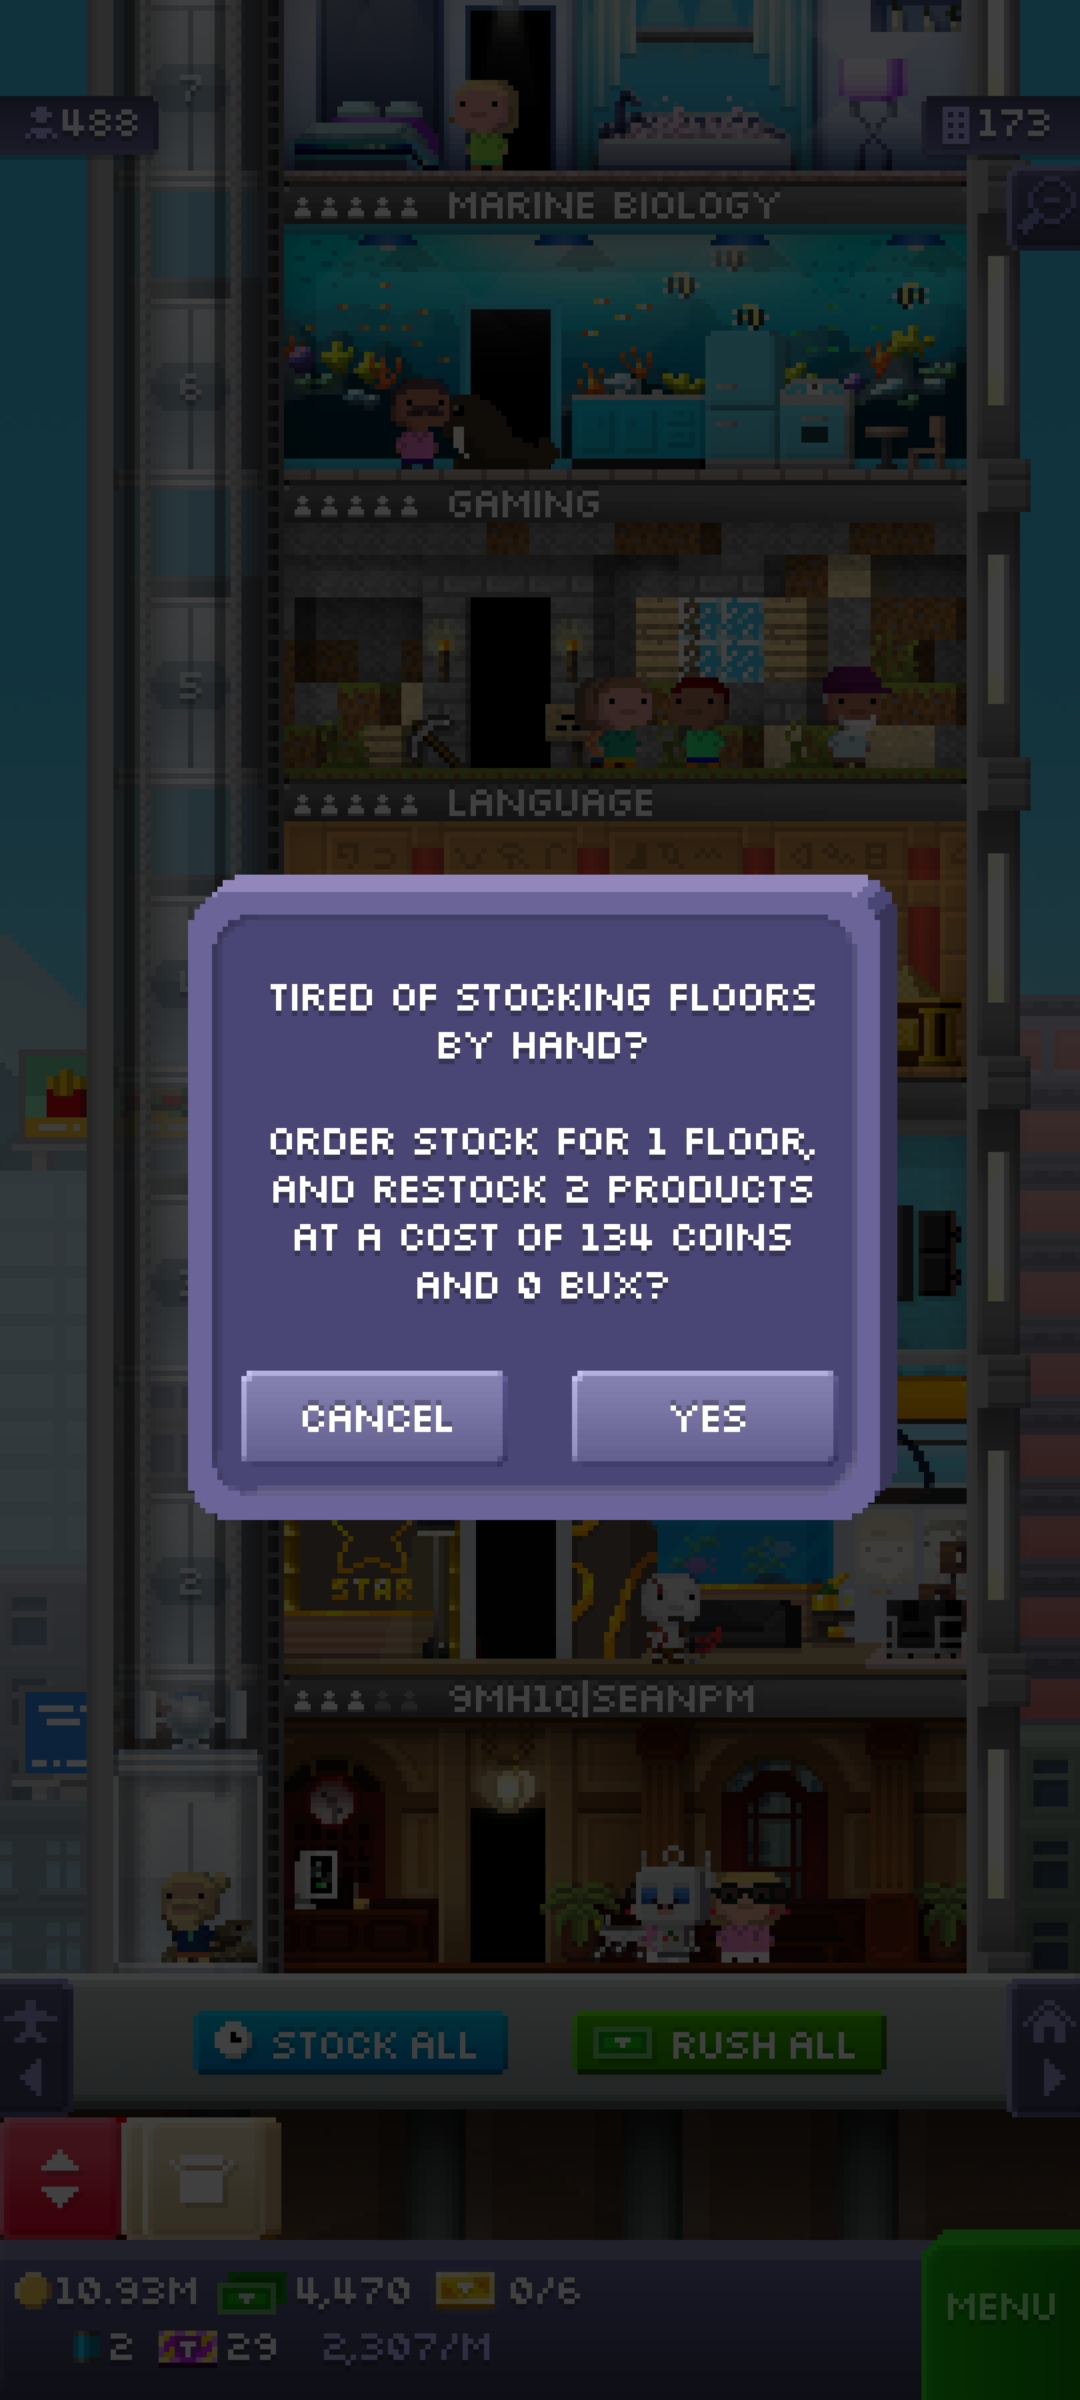 7
488
173
MARINE BIOLOGY
6
GAMING
5
LANGUAGE
TIRED OF STOCKING FLOORS
BY HAND?
ORDER STOCK FOR 1 FLOOR,
AND RESTOCK 2 PRODUCTS
AT A COST OF 134 COINS
AND 0 BUX?
CANCEL
YES
2
STAR
9MH1Q|SEANPM
STOCK ALL
RUSH ALL
10.93M
4,470
0/6
MENU
2
29
2,307/M